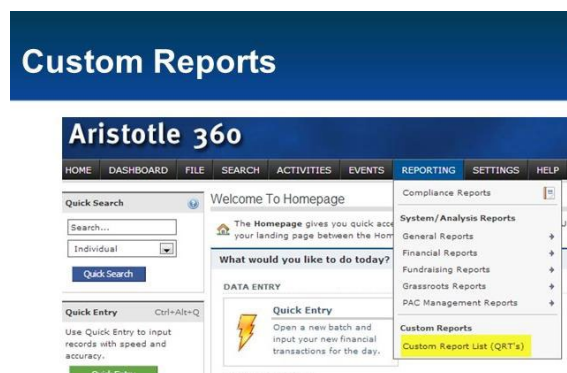 Custom Reports
Aristotle 360
HOME DASHBOARD FILE SEARCH ACTIVITIES EVENTS REPORTING SETTINGS HELP
Quick Search
Search...
Individual
Quick Search
Quick Entry Ctrl+Alt+Q
Use Quick Entry to input
records with speed and
accuracy.
Quick Entry
Welcome To Homepage
The Homepage gives you quick acce
your landing page between the Hom
What would you like to do today?
DATA ENTRY
Quick Entry
Open a new batch and
input your new financial
transactions for the day.
Compliance Reports
System/Analysis Reports
General Reports
Financial Reports
Fundraising Reports
Grassroots Reports
PAC Management Reports
Custom Reports
Custom Report List (QRT's)